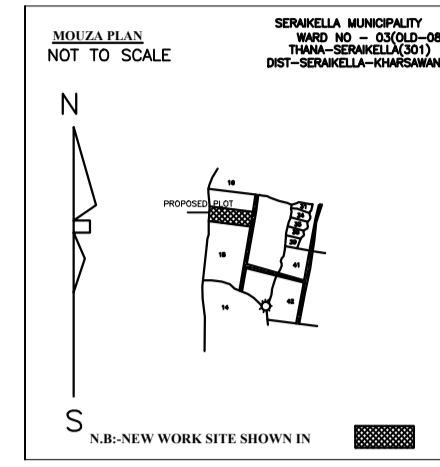 MOUZA PLAN
NOT TO SCALE
SERAIKELLA MUNICIPALITY
WARD NO - 03(OLD-08
THANA-SERAIKELLA(301)
DIST-SERAIKELLA-KHARSAWAN
N
16
PROPOSED PLOT
15
41
14
42
S
N.B:-NEW WORK SITE SHOWN IN